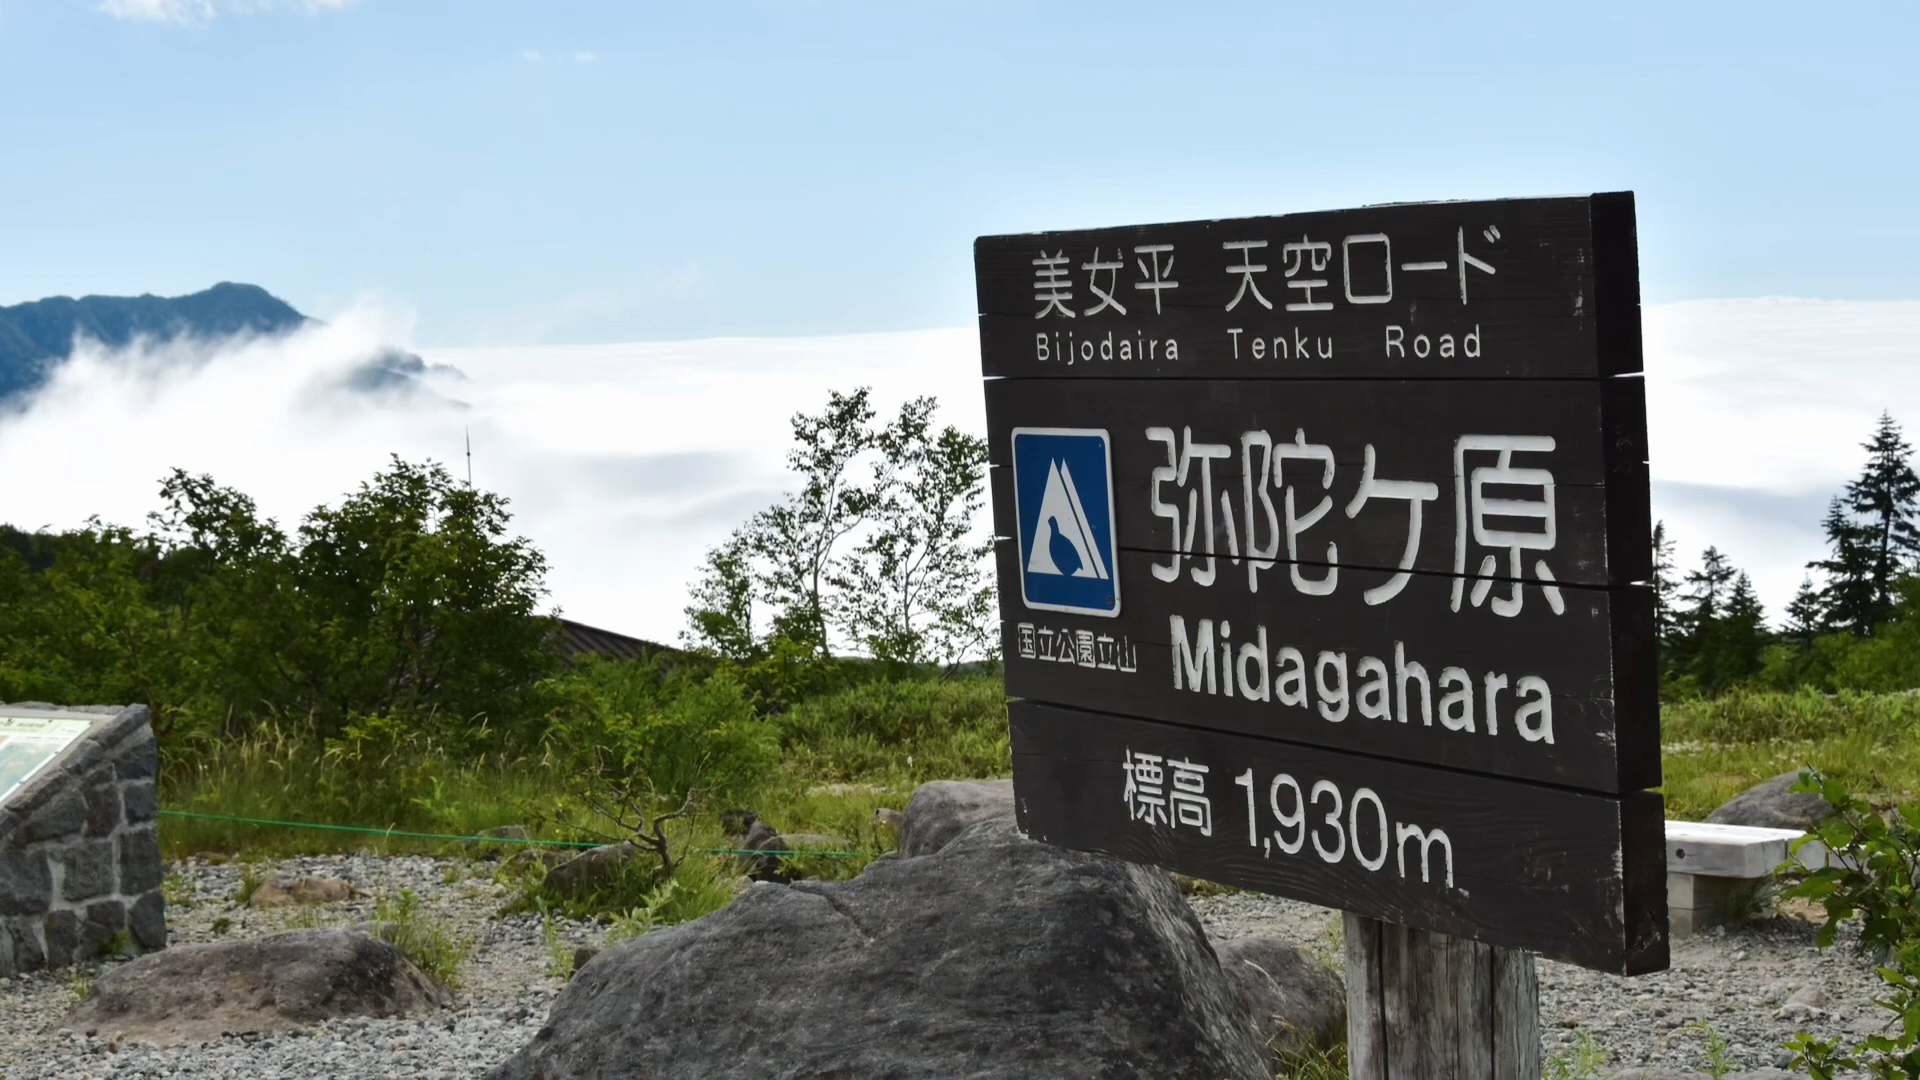 美女平 天空ロード
Bijodaira Tenku Road
弥陀ヶ原
国立公園立山
Midagahara
標高 1,930m